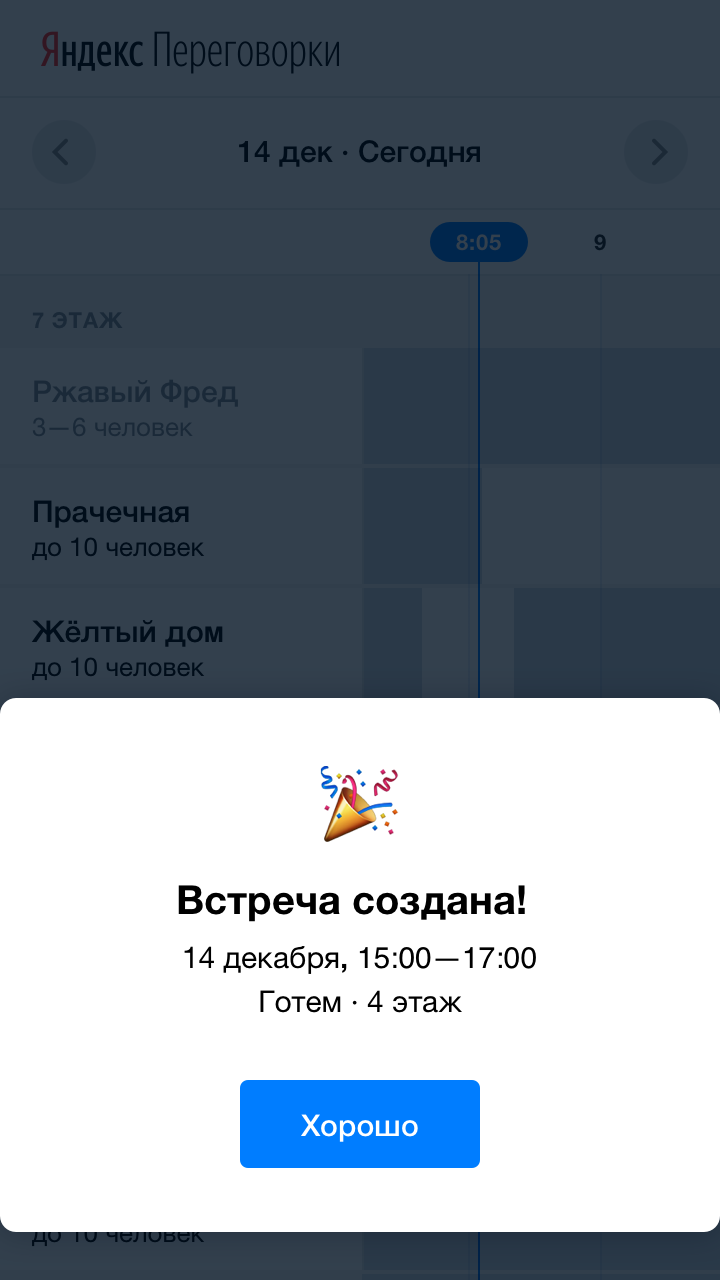 Яндекс Переговорки
14 дек · Сегодня
8:05 9
7 ЭТАЖ
Ржавый Фред
3—6 человек
Прачечная
до 10 человек
Жёлтый дом
до 10 человек
Встреча создана!
14 декабря, 15:00—17:00
Готем · 4 этаж
Хорошо
до 10 человек